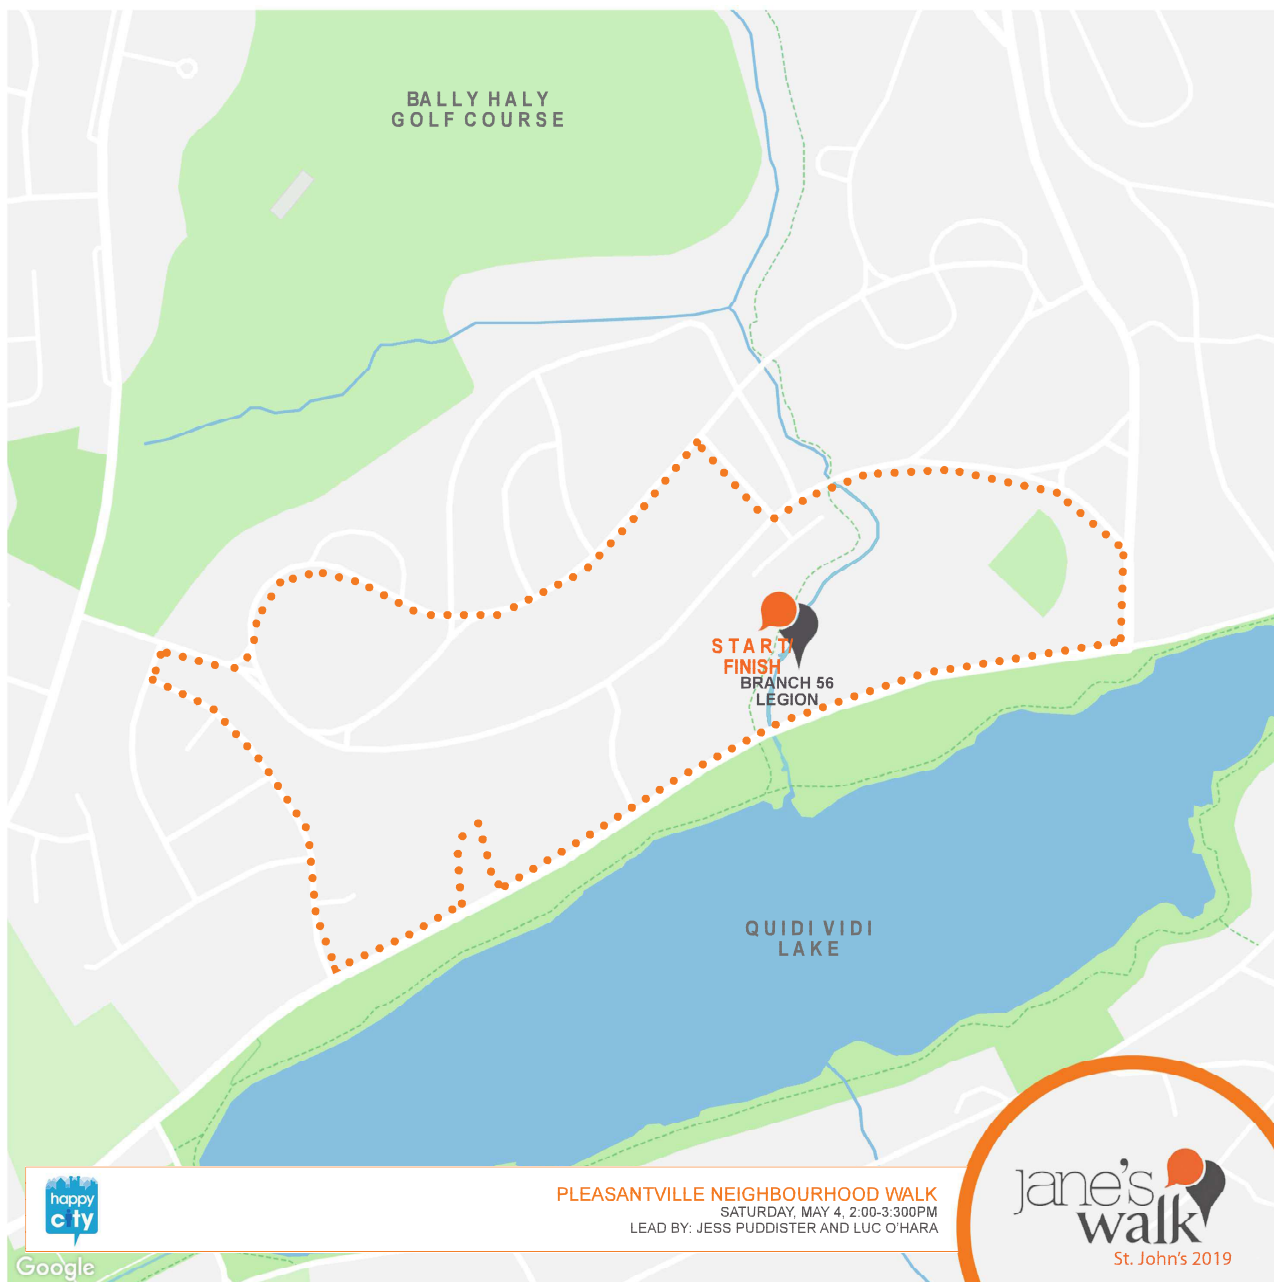 BALLY HALY
GOLF COURSE
START/
FINISH
BRANCH 56
LEGION
QUIDI VIDI
LAKE
happy
city
PLEASANTVILLE NEIGHBOURHOOD WALK
SATURDAY, MAY 4, 2:00-3:300PM
LEAD BY: JESS PUDDISTER AND LUC O'HARA
jane's
walk
St. John's 2019
Google